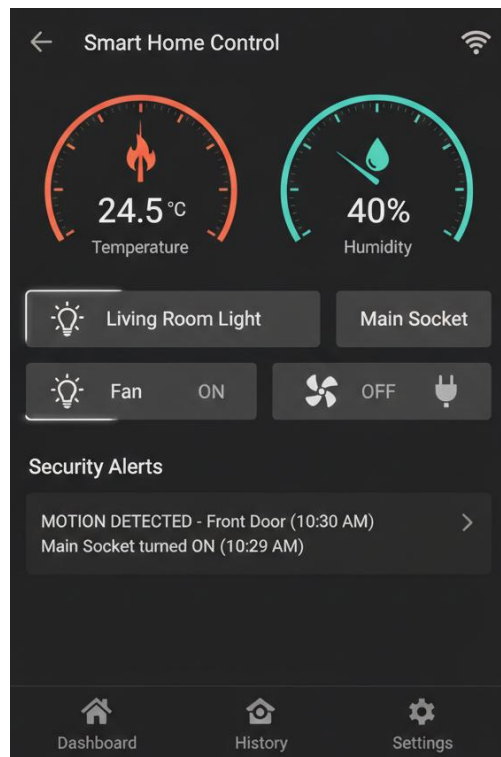 Smart Home Control
24.5 °C
Temperature
40%
Humidity
Living Room Light
Main Socket
Fan ON
OFF
Security Alerts
MOTION DETECTED - Front Door (10:30 AM)
Main Socket turned ON (10:29 AM)
Dashboard
History
Settings